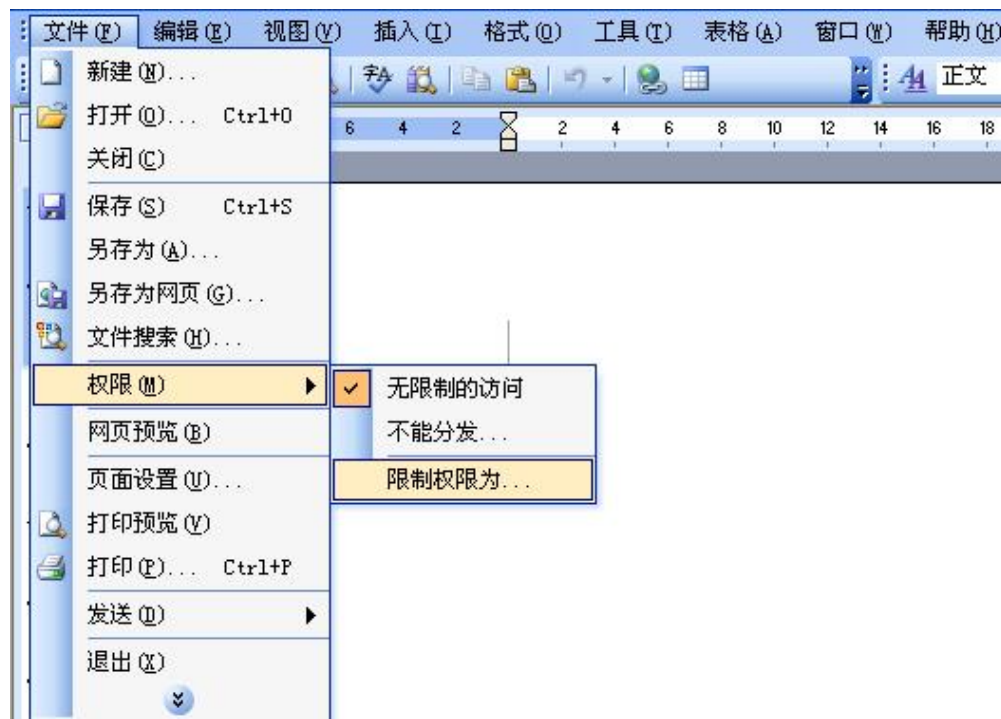 文件(F) 编辑(E) 视图(V) 插入(I) 格式(O) 工具(T) 表格(A) 窗口(W) 帮助(H)
新建(N)...
正文
打开(O)... Ctrl+O
6 4 2 2 4 6 8 10 12 14 16 18
关闭(C)
保存(S) Ctrl+S
另存为(A)...
另存为网页(G)...
文件搜索(H)...
权限(M)
无限制的访问
不能分发...
限制权限为...
网页预览(B)
页面设置(U)...
打印预览(V)
打印(P)... Ctrl+P
发送(D)
退出(X)